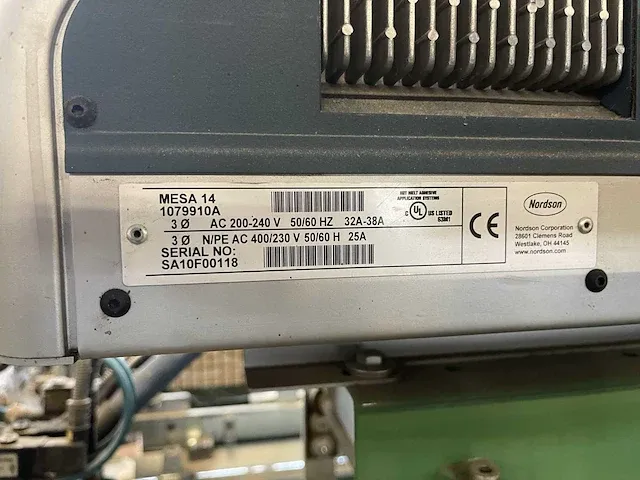 MESA 14
1079910A
3 Ø AC 200-240 V 50/60 HZ 32A-38A
3 Ø N/PE AC 400/230 V 50/60 H 25A
SERIAL NO:
SA10F00118
HOT MELT ADHESIVE
APPLICATION SYSTEMS
C UL US LISTED
63M1
CE
Nordson
Nordson Corporation
28601 Clemens Road
Westlake, OH 44145
www.nordson.com